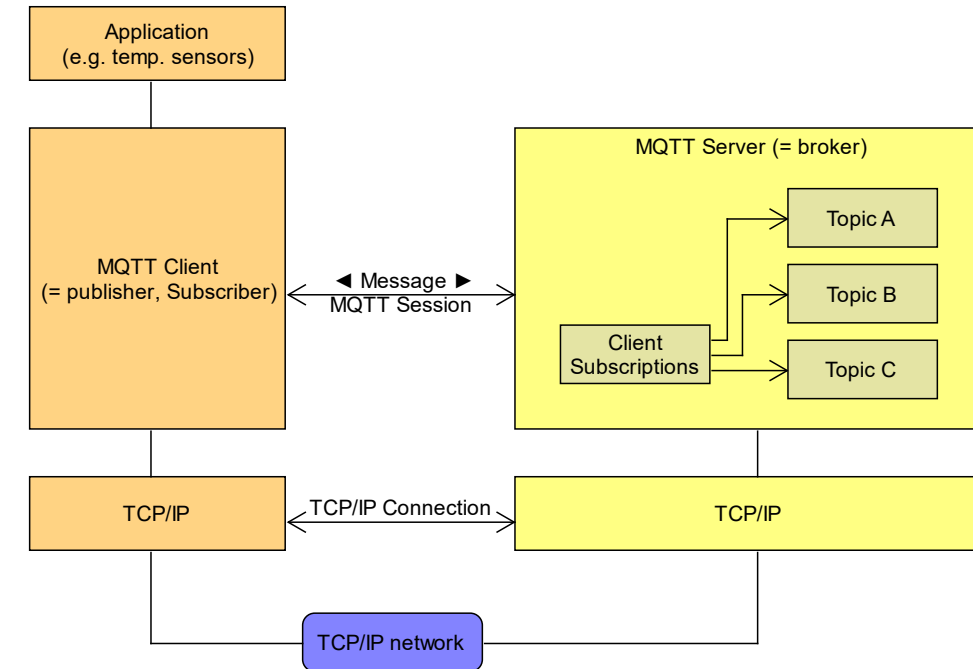 Application
(e.g. temp. sensors)
MQTT Server (= broker)
Topic A
MQTT Client
(= publisher, Subscriber)
◄ Message ►
MQTT Session
Topic B
Client
Subscriptions
Topic C
TCP/IP
TCP/IP Connection
TCP/IP
TCP/IP network